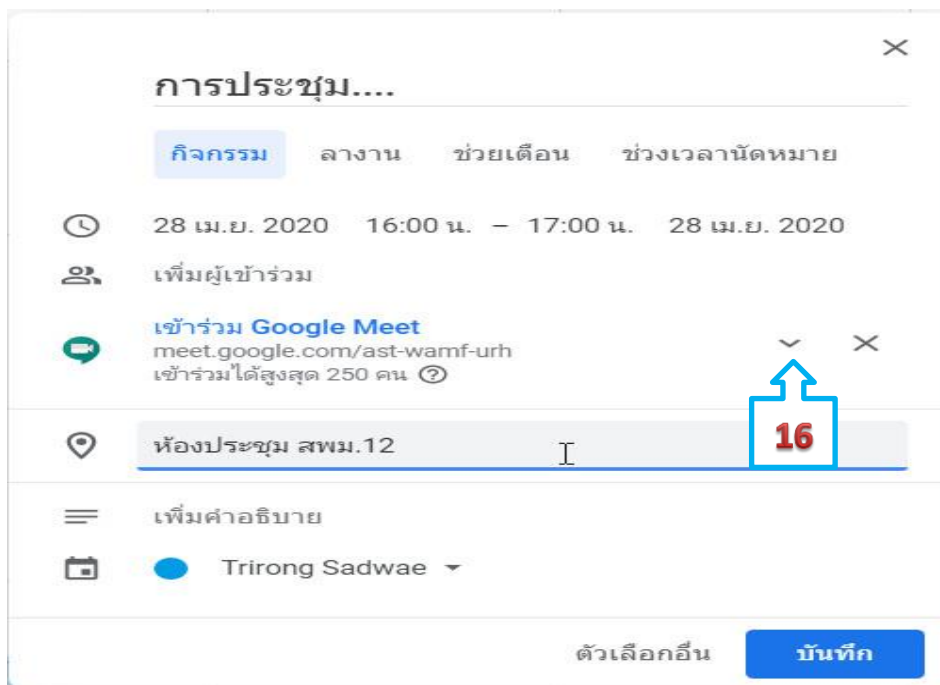 การประชุม....
กิจกรรม ลางาน ช่วยเตือน ช่วงเวลานัดหมาย
28 เม.ย. 2020 16:00 น. – 17:00 น. 28 เม.ย. 2020
เพิ่มผู้เข้าร่วม
เข้าร่วม Google Meet
meet.google.com/ast-wamf-urh
เข้าร่วมได้สูงสุด 250 คน
16
ห้องประชุม สพม.12
เพิ่มคำอธิบาย
Trirong Sadwae
ตัวเลือกอื่น บันทึก